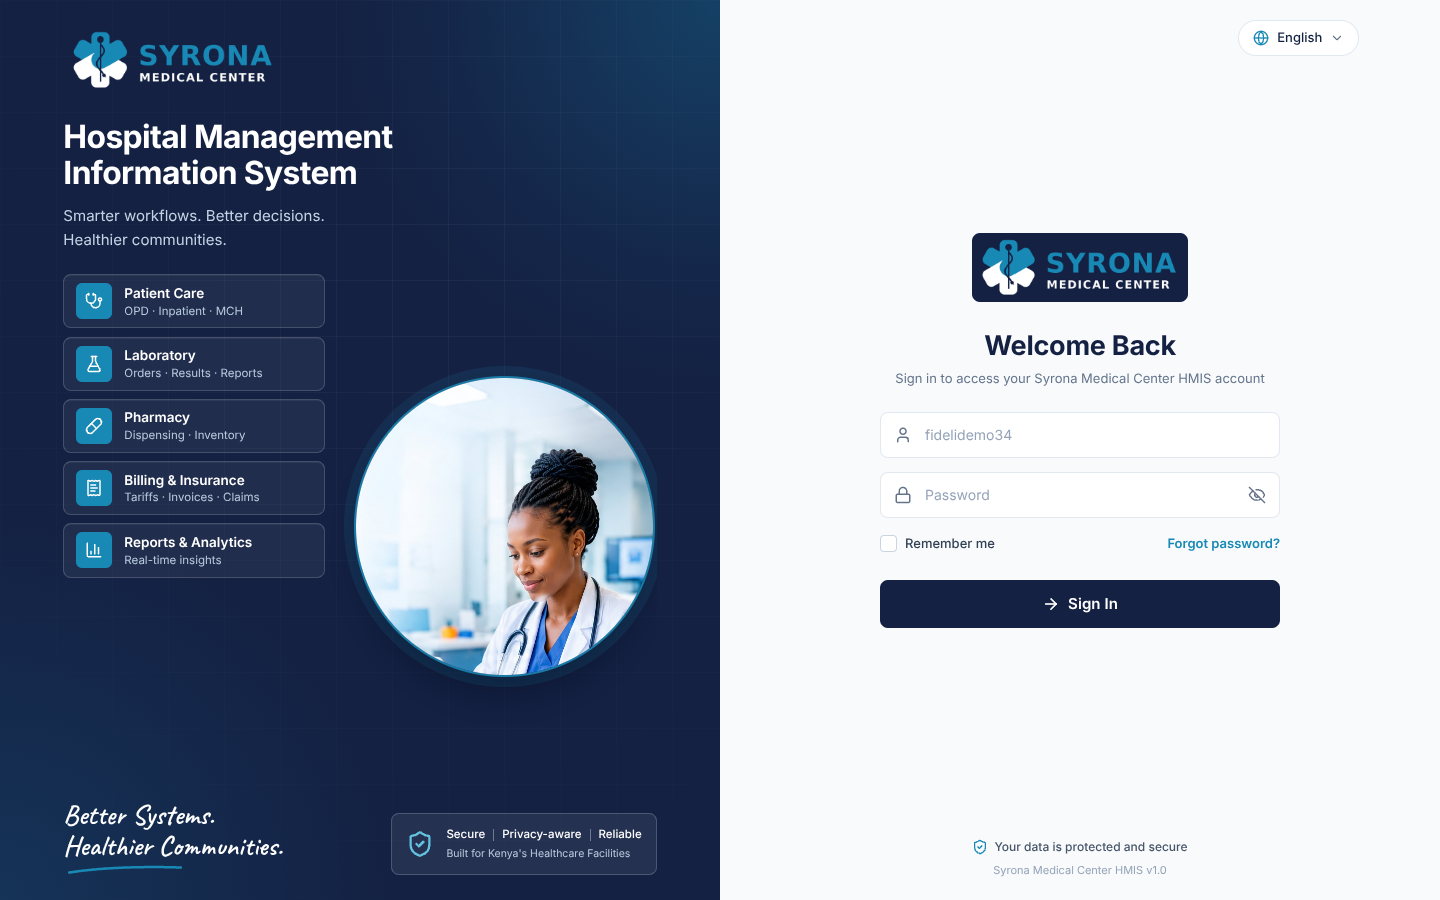 SYRONA
MEDICAL CENTER
Hospital Management
Information System
Smarter workflows. Better decisions.
Healthier communities.
Patient Care
OPD · Inpatient · MCH
Laboratory
Orders · Results · Reports
Pharmacy
Dispensing · Inventory
Billing & Insurance
Tariffs · Invoices · Claims
Reports & Analytics
Real-time insights
Better Systems.
Healthier Communities.
Secure | Privacy-aware | Reliable
Built for Kenya's Healthcare Facilities
English
SYRONA
MEDICAL CENTER
Welcome Back
Sign in to access your Syrona Medical Center HMIS account
fidelidemo34
Password
Remember me
Forgot password?
Sign In
Your data is protected and secure
Syrona Medical Center HMIS v1.0